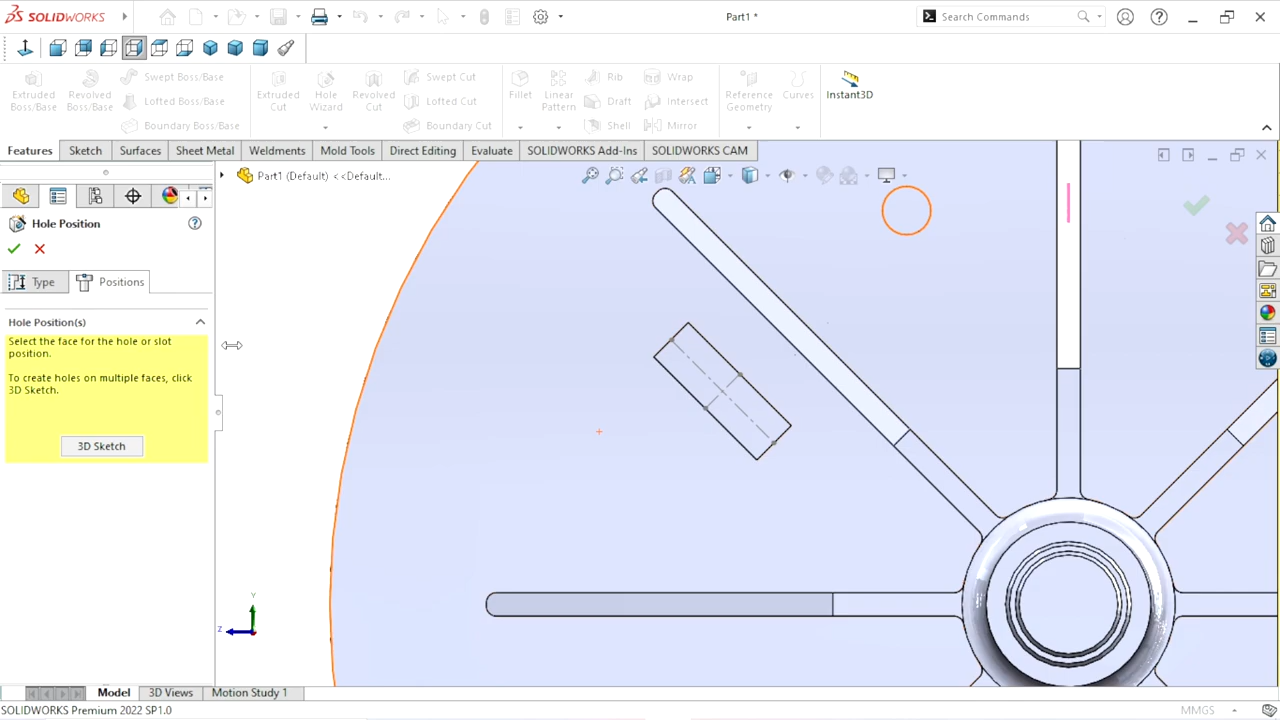 SOLIDWORKS
Part1 *
Search Commands
Extruded Boss/Base
Revolved Boss/Base
Swept Boss/Base
Lofted Boss/Base
Boundary Boss/Base
Extruded Cut
Hole Wizard
Revolved Cut
Swept Cut
Lofted Cut
Boundary Cut
Fillet
Linear Pattern
Rib
Draft
Shell
Wrap
Intersect
Mirror
Reference Geometry
Curves
Instant3D
Features Sketch Surfaces Sheet Metal Weldments Mold Tools Direct Editing Evaluate SOLIDWORKS Add-Ins SOLIDWORKS CAM
Part1 (Default) <<Default...
Hole Position
Type Positions
Hole Position(s)
Select the face for the hole or slot
position.
To create holes on multiple faces, click
3D Sketch.
3D Sketch
Y
Z
Model 3D Views Motion Study 1
SOLIDWORKS Premium 2022 SP1.0
MMGS